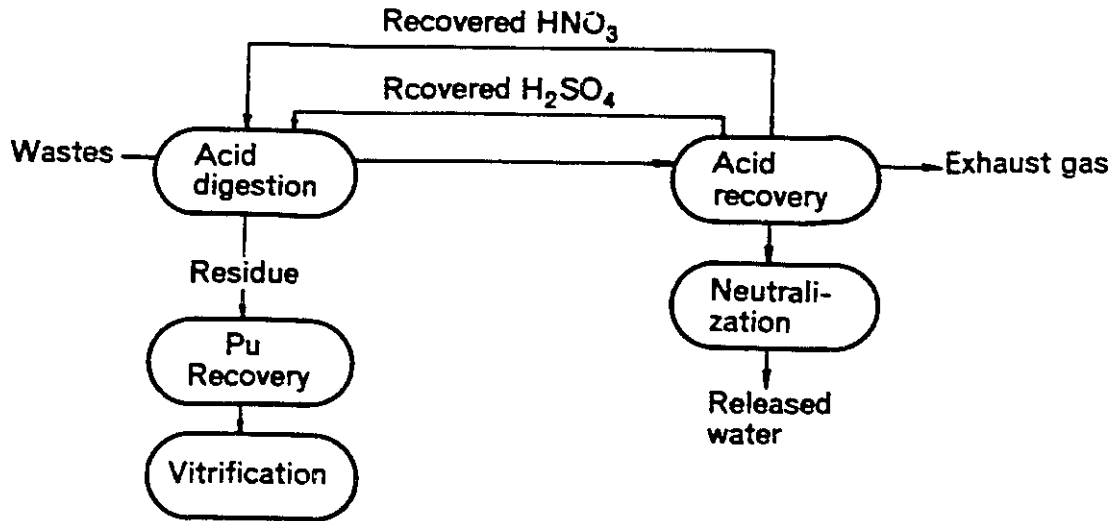 Recovered HNO₃
Rcovered H₂SO₄
Wastes
Acid
digestion
Acid
recovery
Exhaust gas
Residue
Neutrali-
zation
Pu
Recovery
Released
water
Vitrification